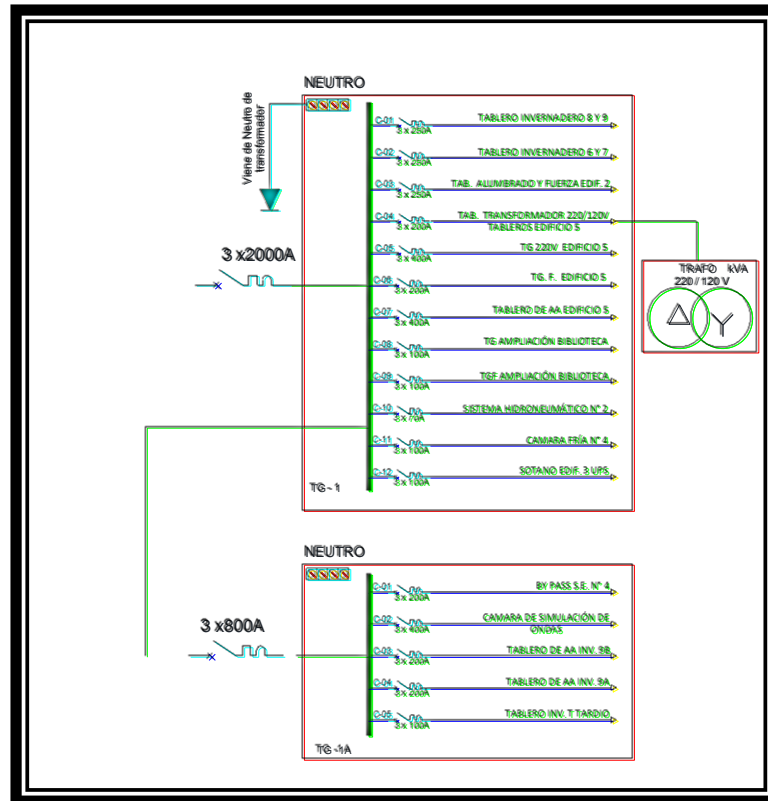 NEUTRO
Viene de Neutro de
transformador
C-01
3 x 250A
TABLERO INVERNADERO 8 Y 9
C-02
3 x 250A
TABLERO INVERNADERO 6 Y 7
C-03
3 x 250A
TAB. ALUMBRADO Y FUERZA EDIF. 2
C-04
3 x 200A
TAB. TRANSFORMADOR 220/120V
TABLEROS EDIFICIO 5
3 x2000A
C-05
3 x 400A
TG 220V EDIFICIO 5
C-06
3 x 200A
TG. F. EDIFICIO 5
TRAFO KVA
220 / 120 V
C-07
3 x 400A
TABLERO DE AA EDIFICIO 5
C-08
3 x 100A
TG AMPLIACIÓN BIBLIOTECA
C-09
3 x 100A
TGF AMPLIACIÓN BIBLIOTECA
C-10
3 x 70A
SISTEMA HIDRONEUMÁTICO N° 2
C-11
3 x 100A
CAMARA FRÍA N° 4
C-12
3 x 100A
SOTANO EDIF. 3 UPS
TG - 1
NEUTRO
C-01
3 x 200A
BY PASS S.E. N° 4
3 x800A
C-02
3 x 400A
CAMARA DE SIMULACIÓN DE
ONDAS
C-03
3 x 200A
TABLERO DE AA INV. 9B
C-04
3 x 200A
TABLERO DE AA INV. 9A
C-05
3 x 100A
TABLERO INV. T TARDIO
TG -1A